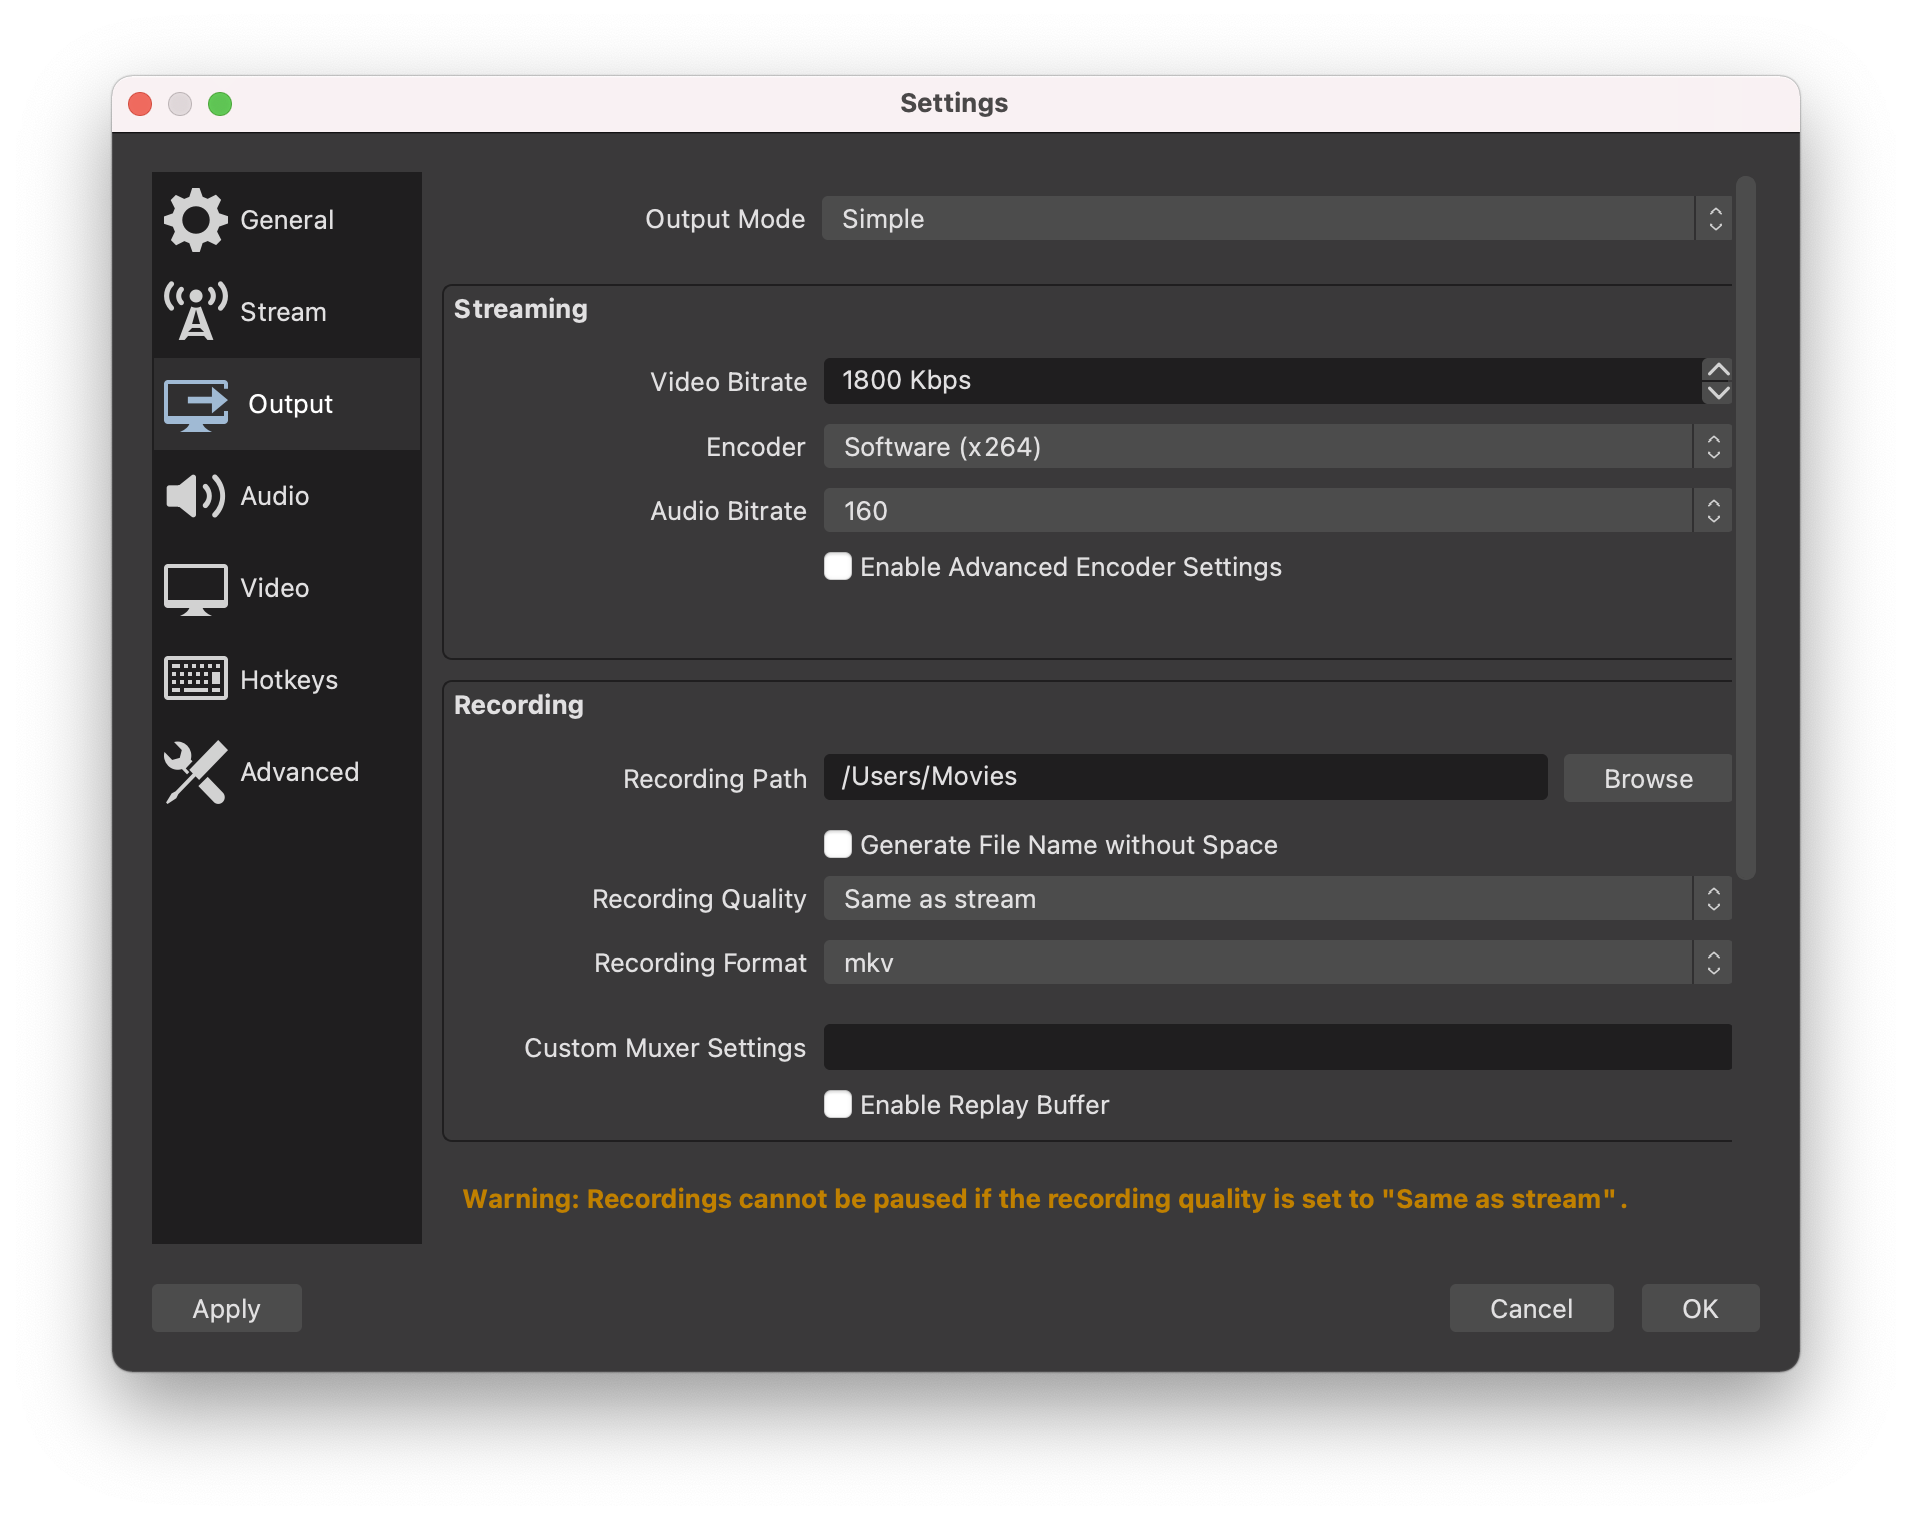 Settings
General
Stream
Output
Audio
Video
Hotkeys
Advanced
Output Mode Simple
Streaming
Video Bitrate 1800 Kbps
Encoder Software (x264)
Audio Bitrate 160
Enable Advanced Encoder Settings
Recording
Recording Path /Users/Movies Browse
Generate File Name without Space
Recording Quality Same as stream
Recording Format mkv
Custom Muxer Settings
Enable Replay Buffer
Warning: Recordings cannot be paused if the recording quality is set to "Same as stream".
Apply Cancel OK